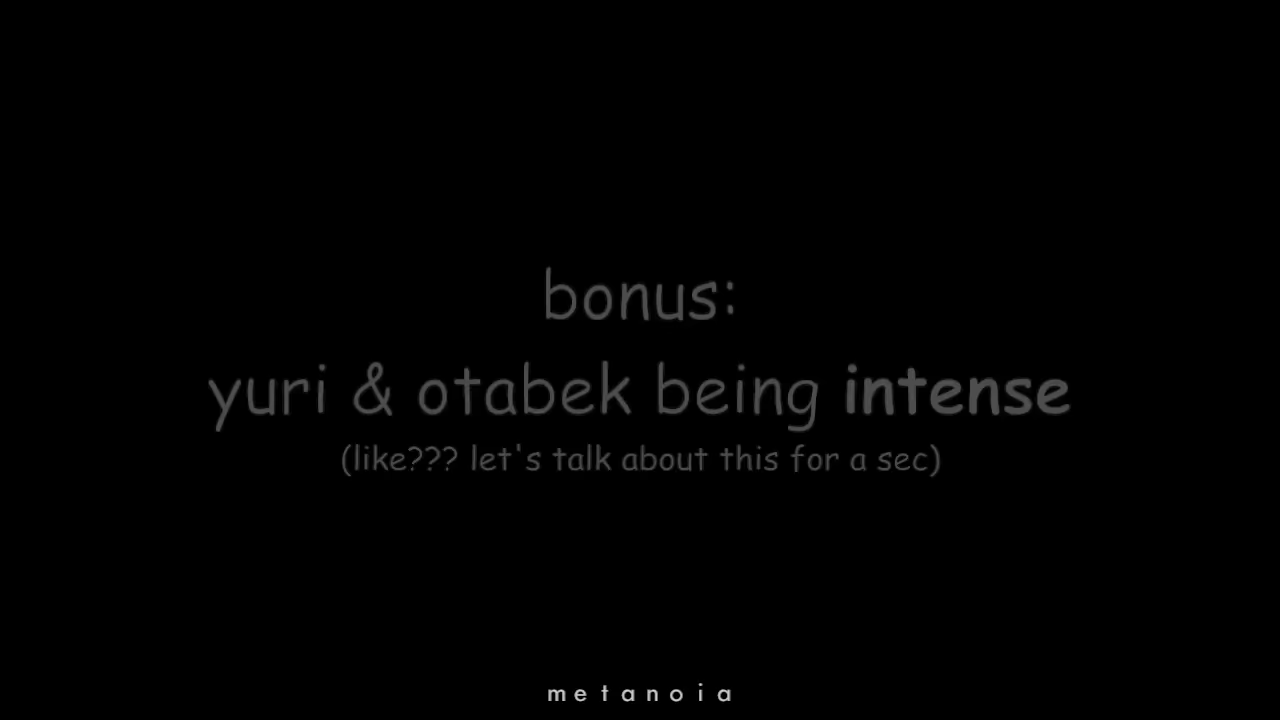 bonus:
yuri & otabek being intense
(like??? let's talk about this for a sec)
metanoia